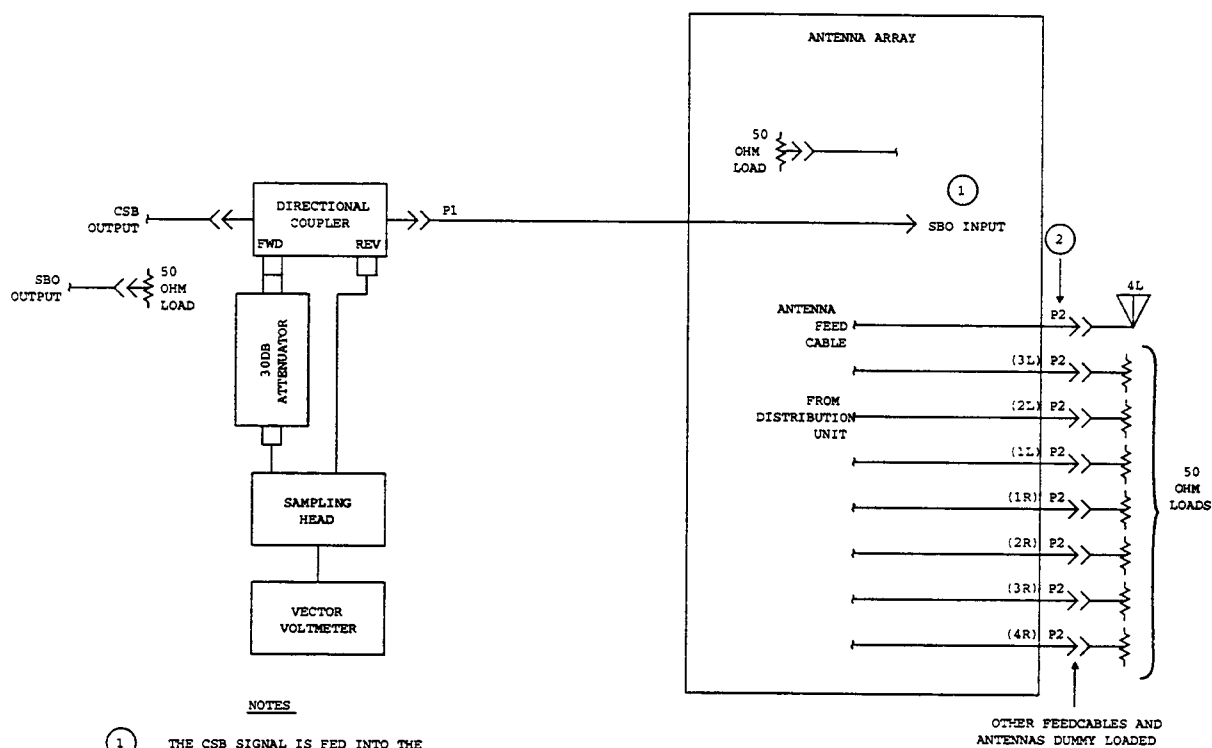 ANTENNA ARRAY
50
OHM
LOAD
1
SBO INPUT
CSB
OUTPUT
DIRECTIONAL
COUPLER
FWD
REV
P1
SBO
OUTPUT
50
OHM
LOAD
30DB
ATTENUATOR
SAMPLING
HEAD
VECTOR
VOLTMETER
2
4L
ANTENNA
FEED
CABLE
P2
(3L) P2
FROM
DISTRIBUTION
UNIT
(2L) P2
(1L) P2
(1R) P2
(2R) P2
(3R) P2
(4R) P2
50
OHM
LOADS
OTHER FEEDCABLES AND
ANTENNAS DUMMY LOADED
NOTES
1 THE CSB SIGNAL IS FED INTO THE